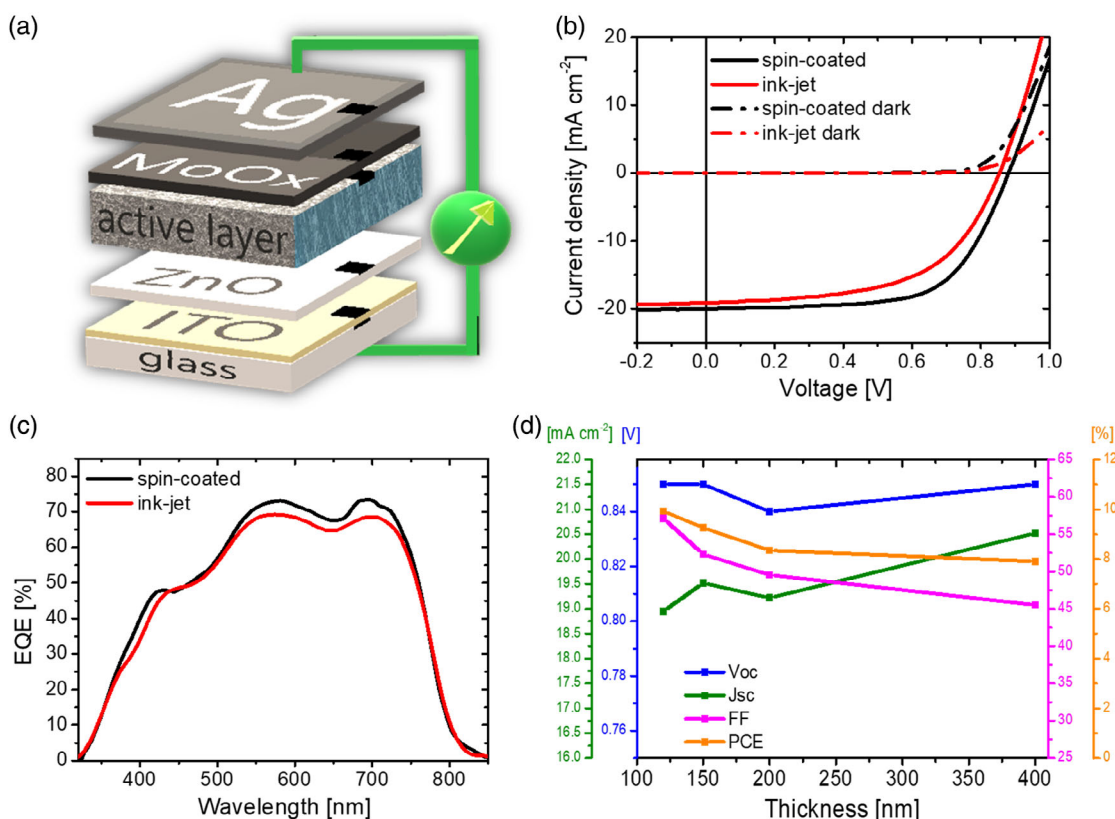 (a)
Ag
MoOx
active layer
ZnO
ITO
glass
(b)
20
10
0
-10
-20
Current density [mA cm⁻²]
spin-coated
ink-jet
spin-coated dark
ink-jet dark
-0.2 0.0 0.2 0.4 0.6 0.8 1.0
Voltage [V]
(c)
80
70
60
50
40
30
20
10
0
EQE [%]
spin-coated
ink-jet
400 500 600 700 800
Wavelength [nm]
(d)
[mA cm⁻²] [V] [%]
22.0
21.5
21.0
20.5
20.0
19.5
19.0
18.5
18.0
17.5
17.0
16.5
16.0
0.84
0.82
0.80
0.78
0.76
65
60
55
50
45
40
35
30
25
12
10
8
6
4
2
0
Voc
Jsc
FF
PCE
100 150 200 250 300 350 400
Thickness [nm]